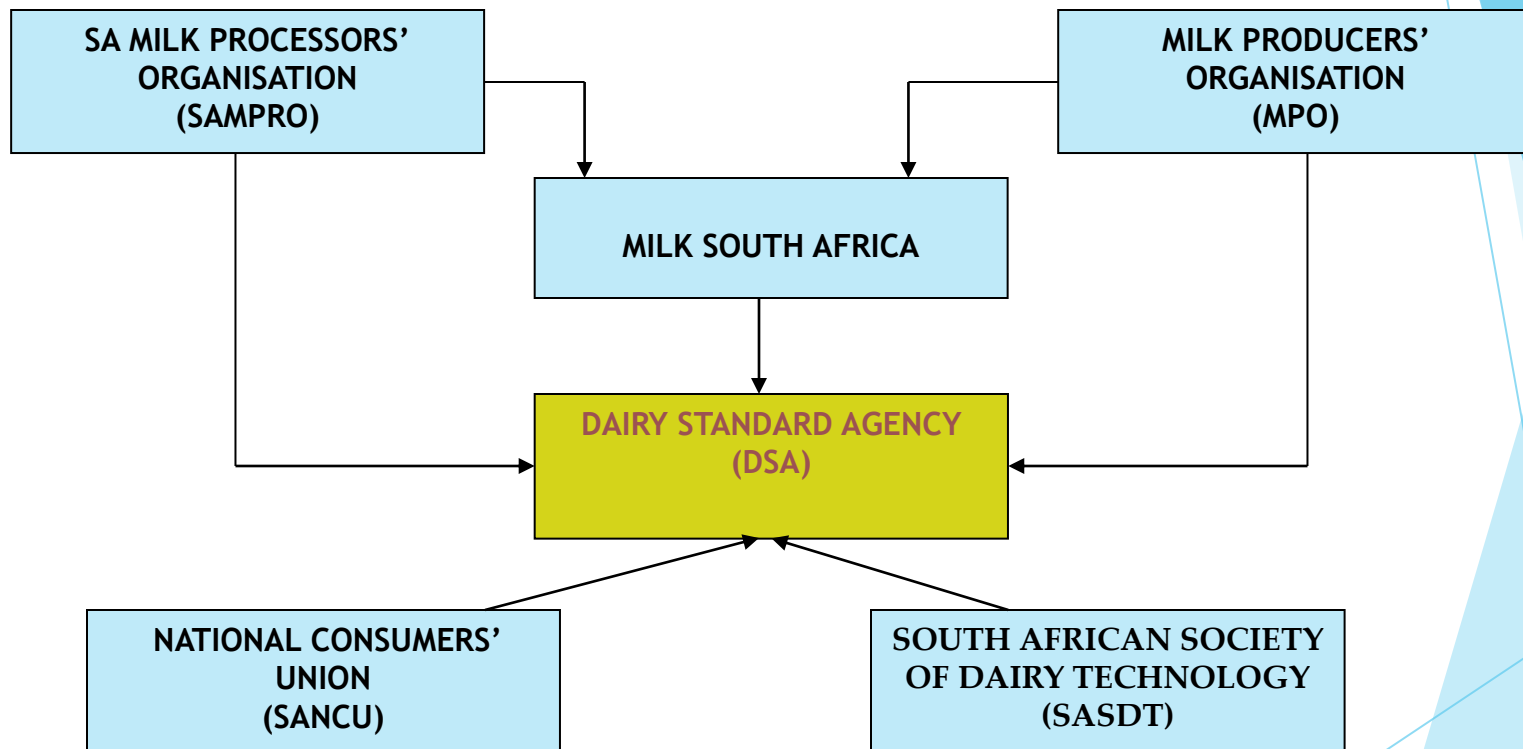 SA MILK PROCESSORS’
ORGANISATION
(SAMPRO)
MILK PRODUCERS’
ORGANISATION
(MPO)
MILK SOUTH AFRICA
DAIRY STANDARD AGENCY
(DSA)
NATIONAL CONSUMERS’
UNION
(SANCU)
SOUTH AFRICAN SOCIETY
OF DAIRY TECHNOLOGY
(SASDT)